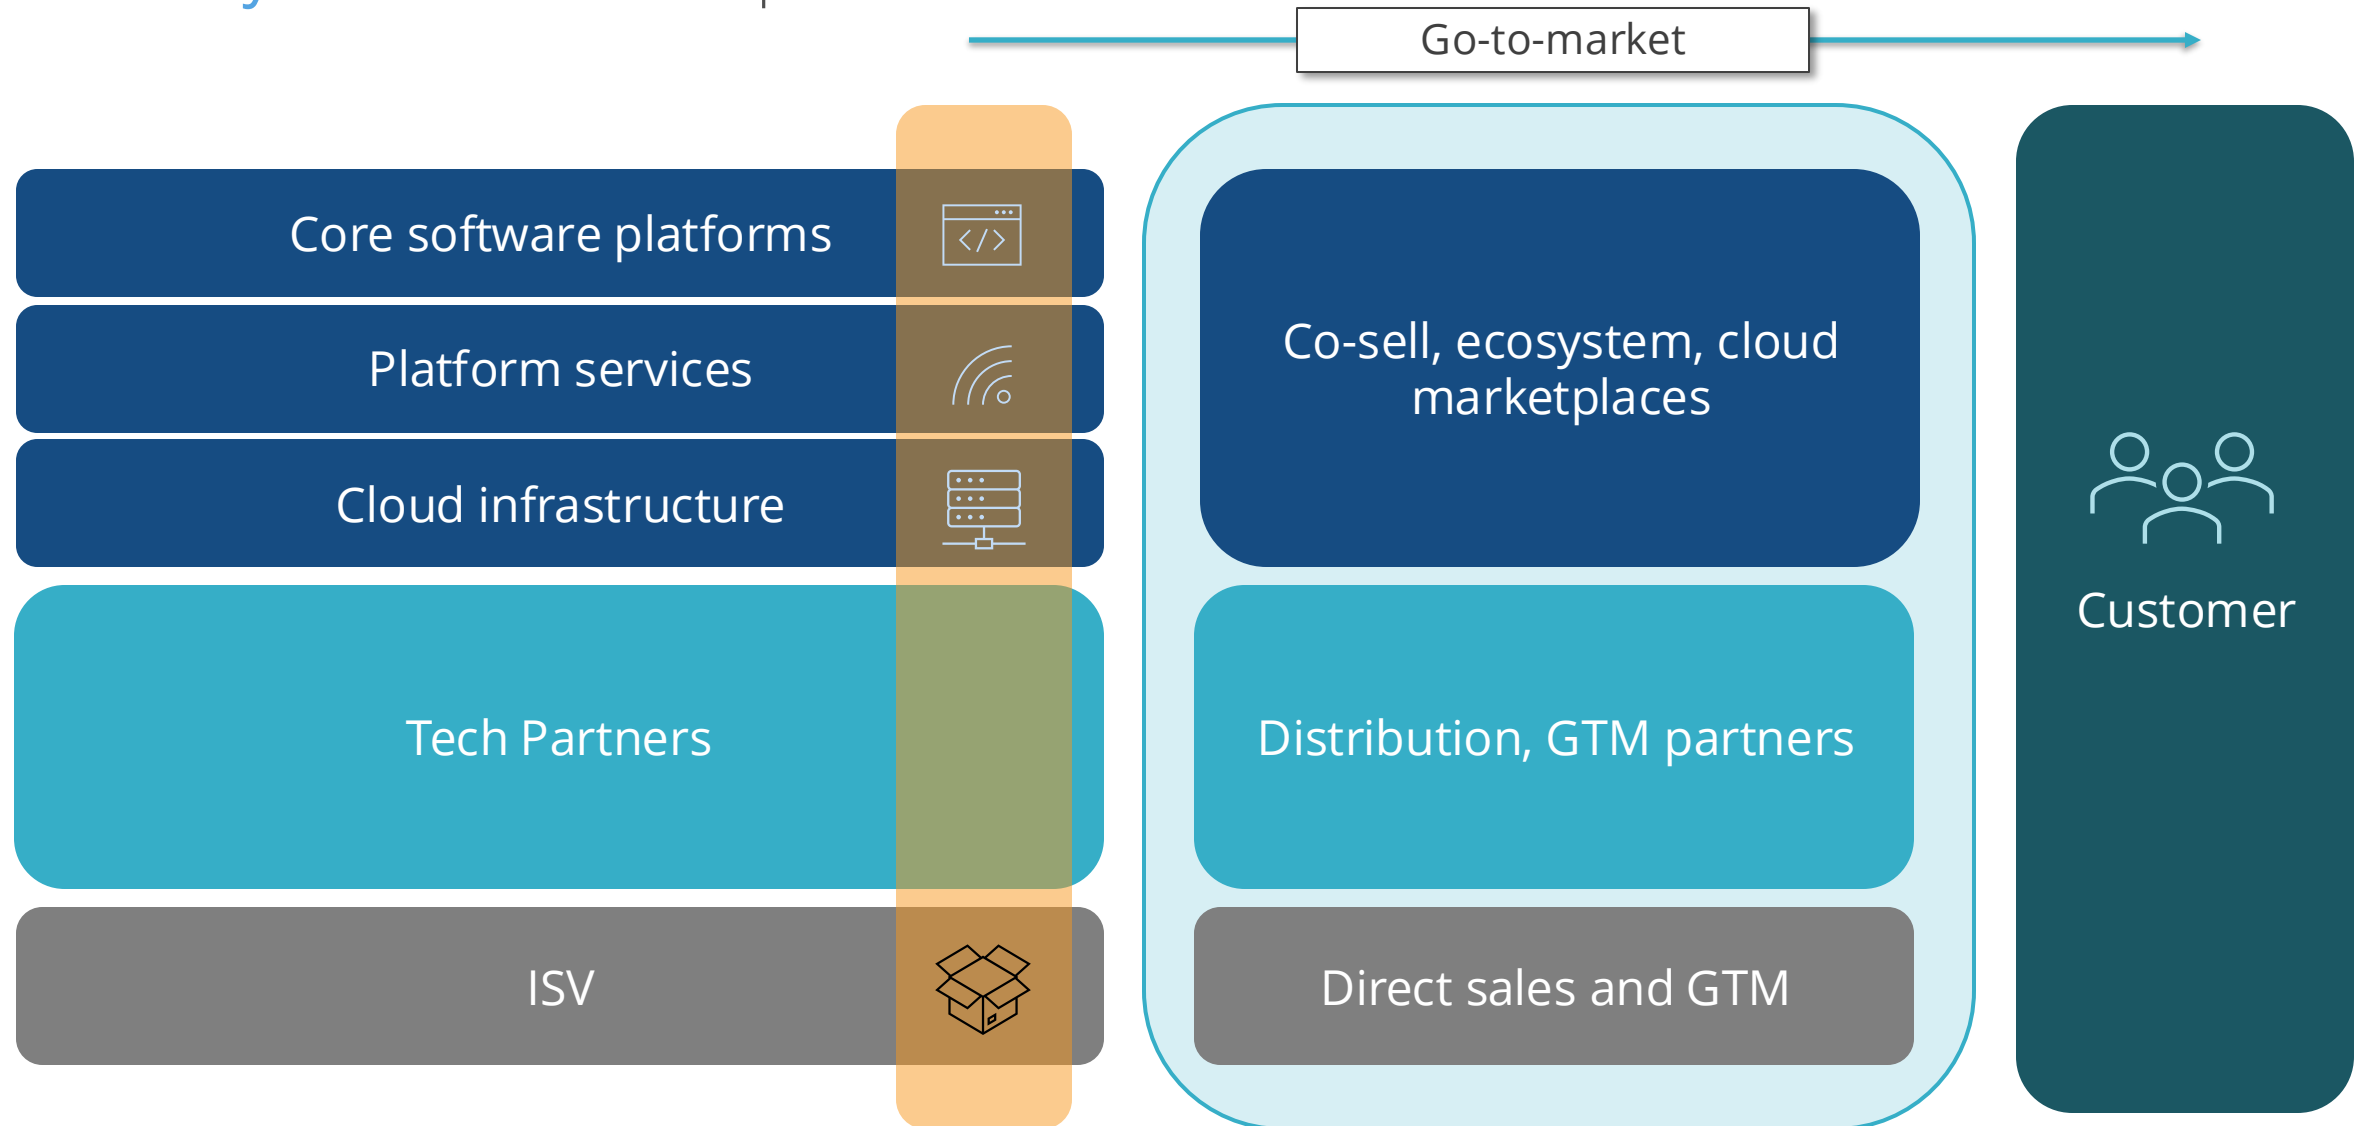 Go-to-market
Core software platforms
Platform services
Cloud infrastructure
Tech Partners
ISV
Co-sell, ecosystem, cloud
marketplaces
Distribution, GTM partners
Direct sales and GTM
Customer